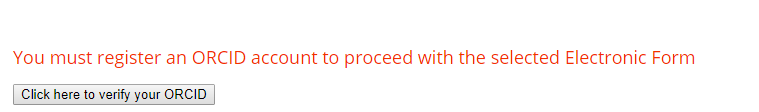 You must register an ORCID account to proceed with the selected Electronic Form
Click here to verify your ORCID